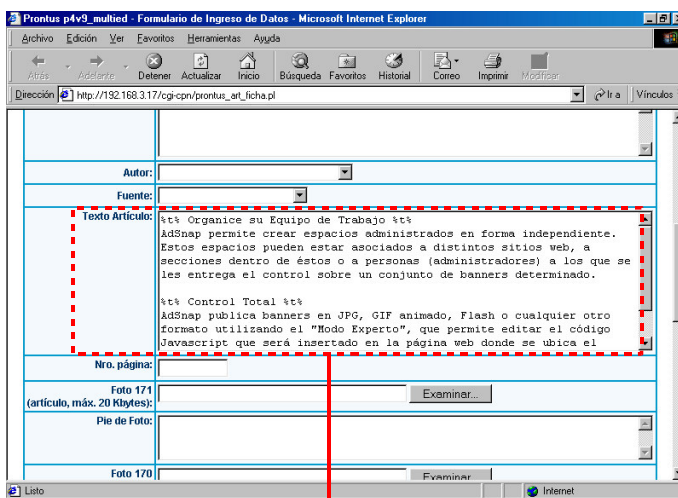 Prontus p4v9_multied - Formulario de Ingreso de Datos - Microsoft Internet Explorer
Archivo Edición Ver Favoritos Herramientas Ayuda
Atrás Adelante Detener Actualizar Inicio Búsqueda Favoritos Historial Correo Imprimir Modificar
Dirección http://192.168.3.17/cgi-cpn/prontus_art_ficha.pl Ir a Vínculos
Autor:
Fuente:
Texto Artículo:
%t% Organice su Equipo de Trabajo %t%
AdSnap permite crear espacios administrados en forma independiente.
Estos espacios pueden estar asociados a distintos sitios web, a
secciones dentro de éstos o a personas (administradores) a los que se
les entrega el control sobre un conjunto de banners determinado.
%t% Control Total %t%
AdSnap publica banners en JPG, GIF animado, Flash o cualquier otro
formato utilizando el "Modo Experto", que permite editar el código
Javascript que será insertado en la página web donde se ubica el
Nro. página:
Foto 171
(artículo, máx. 20 Kbytes):
Examinar...
Pie de Foto:
Foto 170
Examinar
Listo Internet